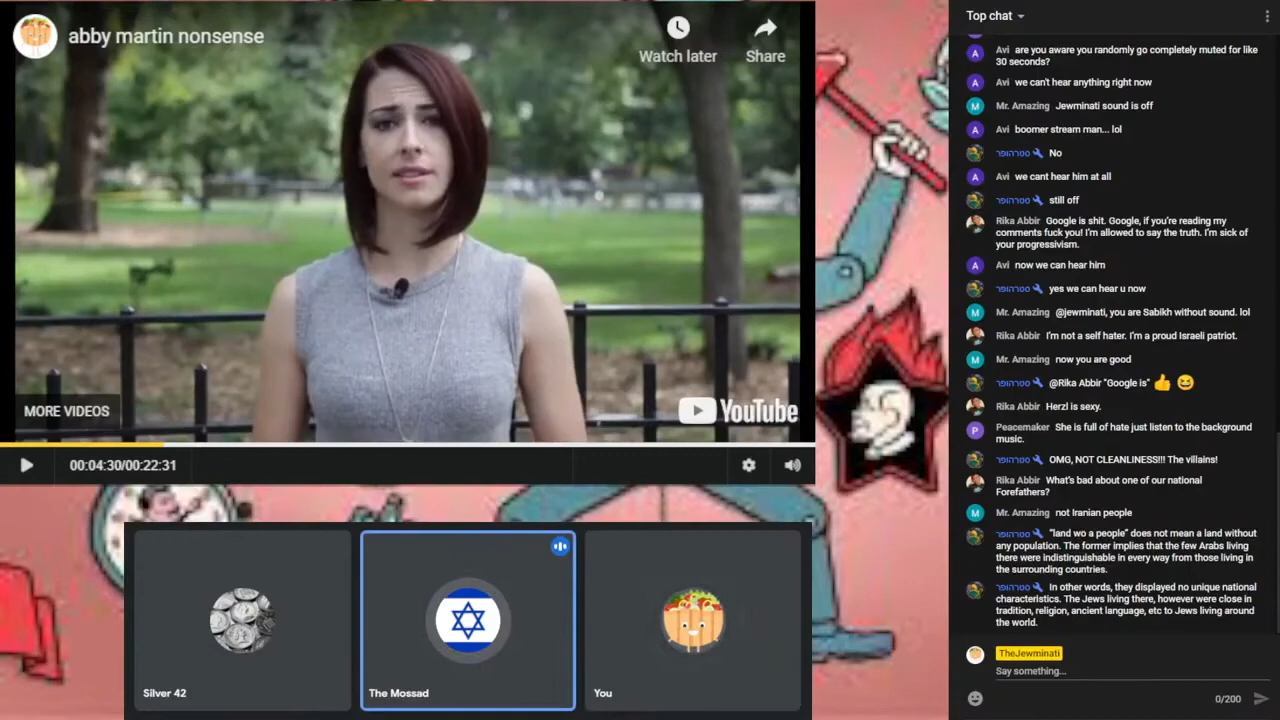 abby martin nonsense
Watch later
Share
MORE VIDEOS
YouTube
00:04:30/00:22:31
Silver 42
The Mossad
You
Top chat
Avi are you aware you randomly go completely muted for like
30 seconds?
Avi we can't hear anything right now
Mr. Amazing Jewminati sound is off
Avi boomer stream man... lol
סטרהופר No
Avi we cant hear him at all
סטרהופר still off
Rika Abbir Google is shit. Google, if you're reading my
comments fuck you! I'm allowed to say the truth. I'm sick of
your progressivism.
Avi now we can hear him
סטרהופר yes we can hear u now
Mr. Amazing @jewminati, you are Sabikh without sound. lol
Rika Abbir I'm not a self hater. I'm a proud Israeli patriot.
Mr. Amazing now you are good
סטרהופר @Rika Abbir "Google is" 👍 😆
Rika Abbir Herzl is sexy.
Peacemaker She is full of hate just listen to the background
music.
סטרהופר OMG, NOT CLEANLINESS!!! The villains!
Rika Abbir What's bad about one of our national
Forefathers?
Mr. Amazing not Iranian people
סטרהופר "land wo a people" does not mean a land without
any population. The former implies that the few Arabs living
there were indistinguishable in every way from those living in
the surrounding countries.
סטרהופר In other words, they displayed no unique national
characteristics. The Jews living there, however were close in
tradition, religion, ancient language, etc to Jews living around
the world.
TheJewminati
Say something...
0/200